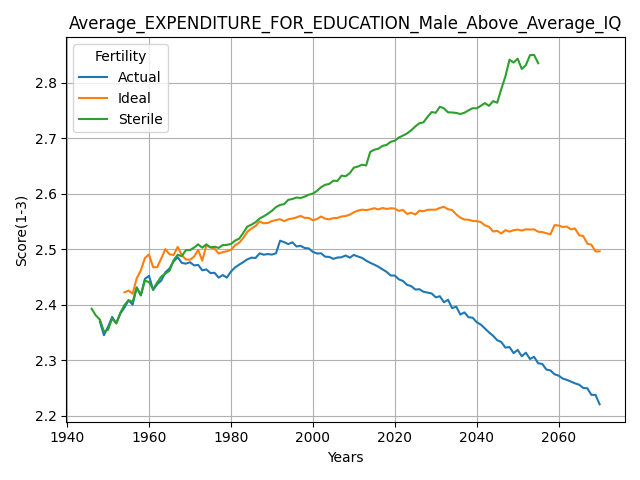 Average_EXPENDITURE_FOR_EDUCATION_Male_Above_Average_IQ
Fertility
Actual
Ideal
Sterile
Score(1-3)
2.8
2.7
2.6
2.5
2.4
2.3
2.2
1940
1960
1980
2000
2020
2040
2060
Years